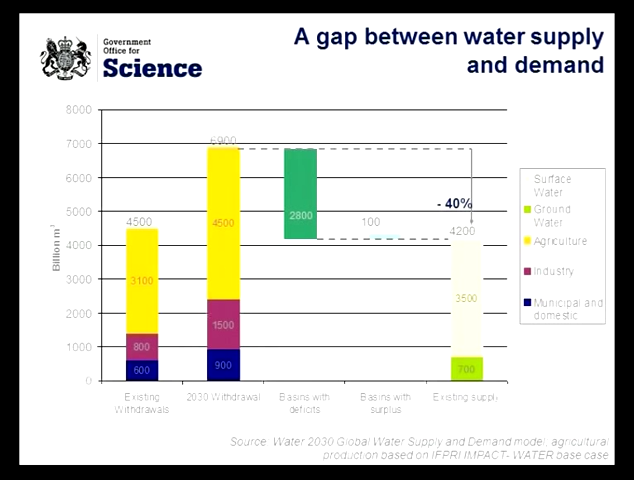 Government
Office for
Science
A gap between water supply
and demand
8000
7000
6000
5000
4000
3000
2000
1000
0
Billion m³
4500
3100
800
600
6900
4500
1500
900
2800
100
- 40%
4200
3500
700
Existing
Withdrawals
2030 Withdrawal
Basins with
deficits
Basins with
surplus
Existing supply
Surface
Water
Ground
Water
Agriculture
Industry
Municipal and
domestic
Source: Water 2030 Global Water Supply and Demand model; agricultural
production based on IFPRI IMPACT- WATER base case